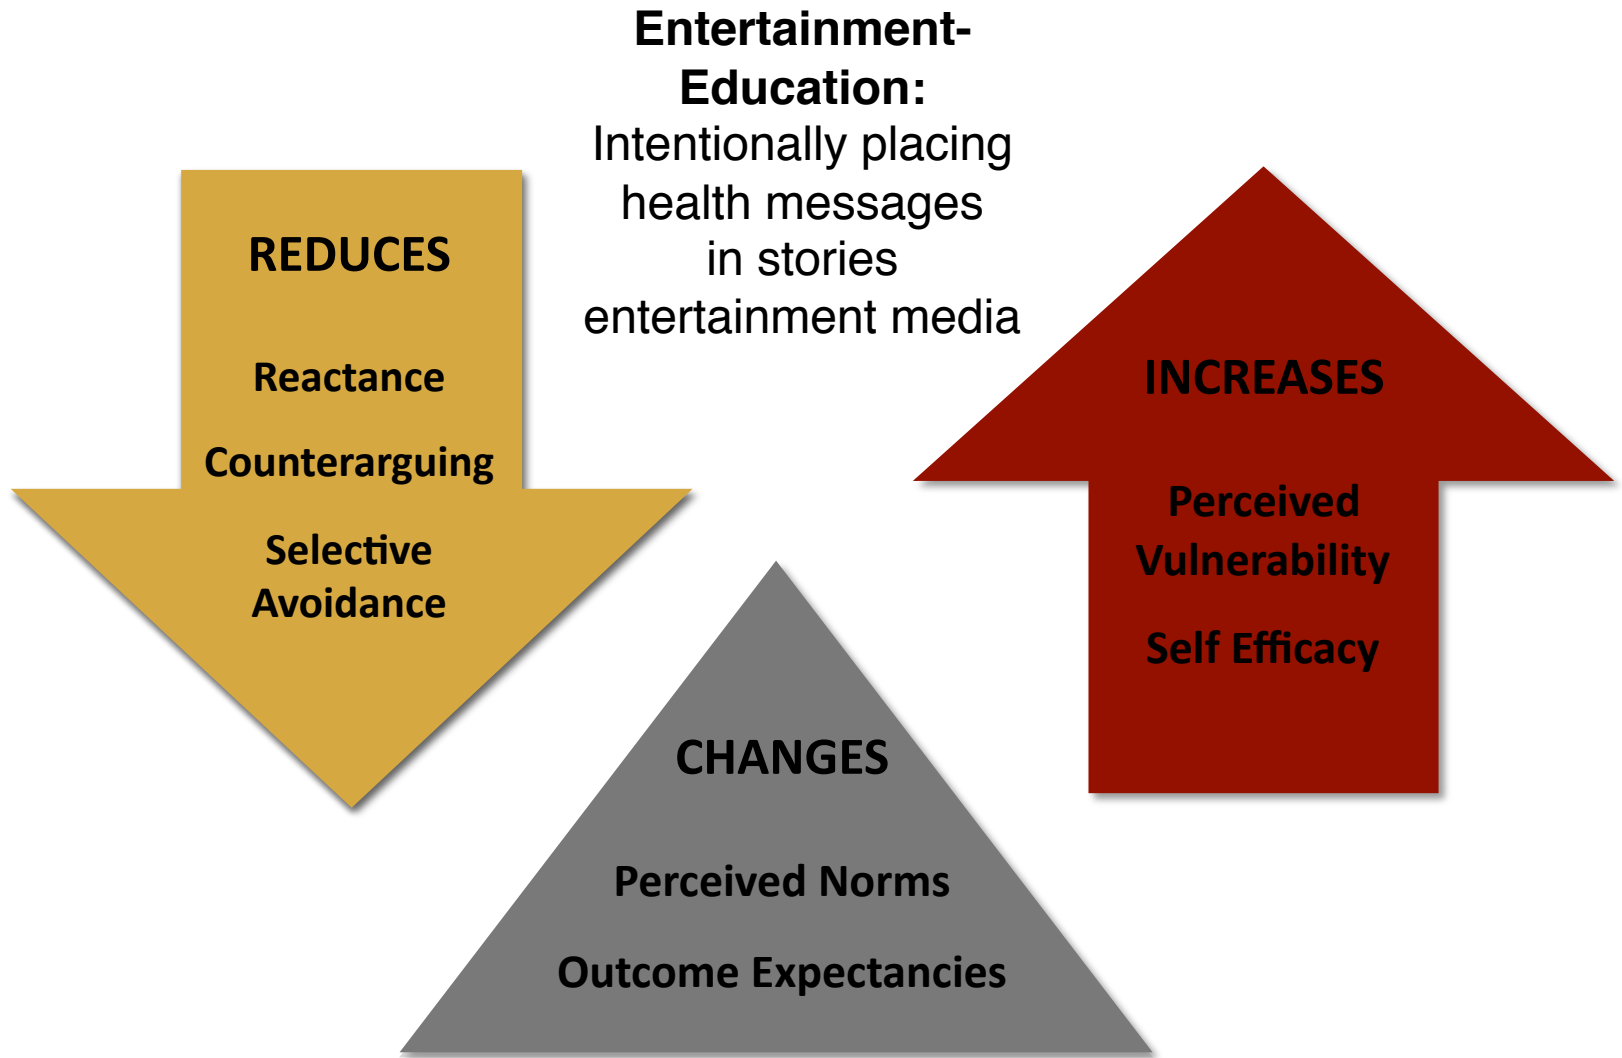 Entertainment-
Education:
Intentionally placing
health messages
in stories
entertainment media
REDUCES
Reactance
Counterarguing
Selective
Avoidance
INCREASES
Perceived
Vulnerability
Self Efficacy
CHANGES
Perceived Norms
Outcome Expectancies